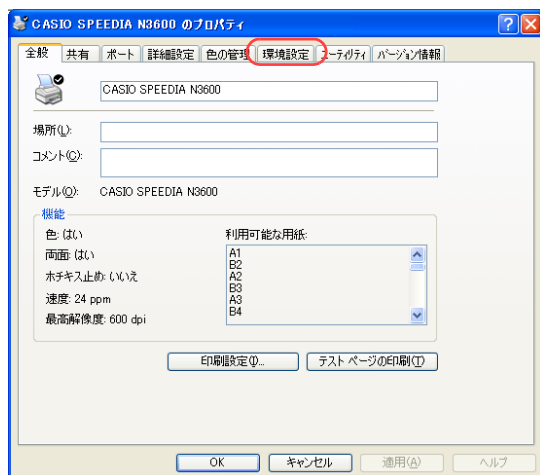 CASIO SPEEDIA N3600 のプロパティ
全般 共有 ポート 詳細設定 色の管理 環境設定 ユーティリティ バージョン情報
CASIO SPEEDIA N3600
場所(L):
コメント(C):
モデル(O): CASIO SPEEDIA N3600
機能
色: はい
両面: はい
ホチキス止め: いいえ
速度: 24 ppm
最高解像度: 600 dpi
利用可能な用紙:
A1
B2
A2
B3
A3
B4
印刷設定(I)... テスト ページの印刷(T)
OK キャンセル 適用(A) ヘルプ